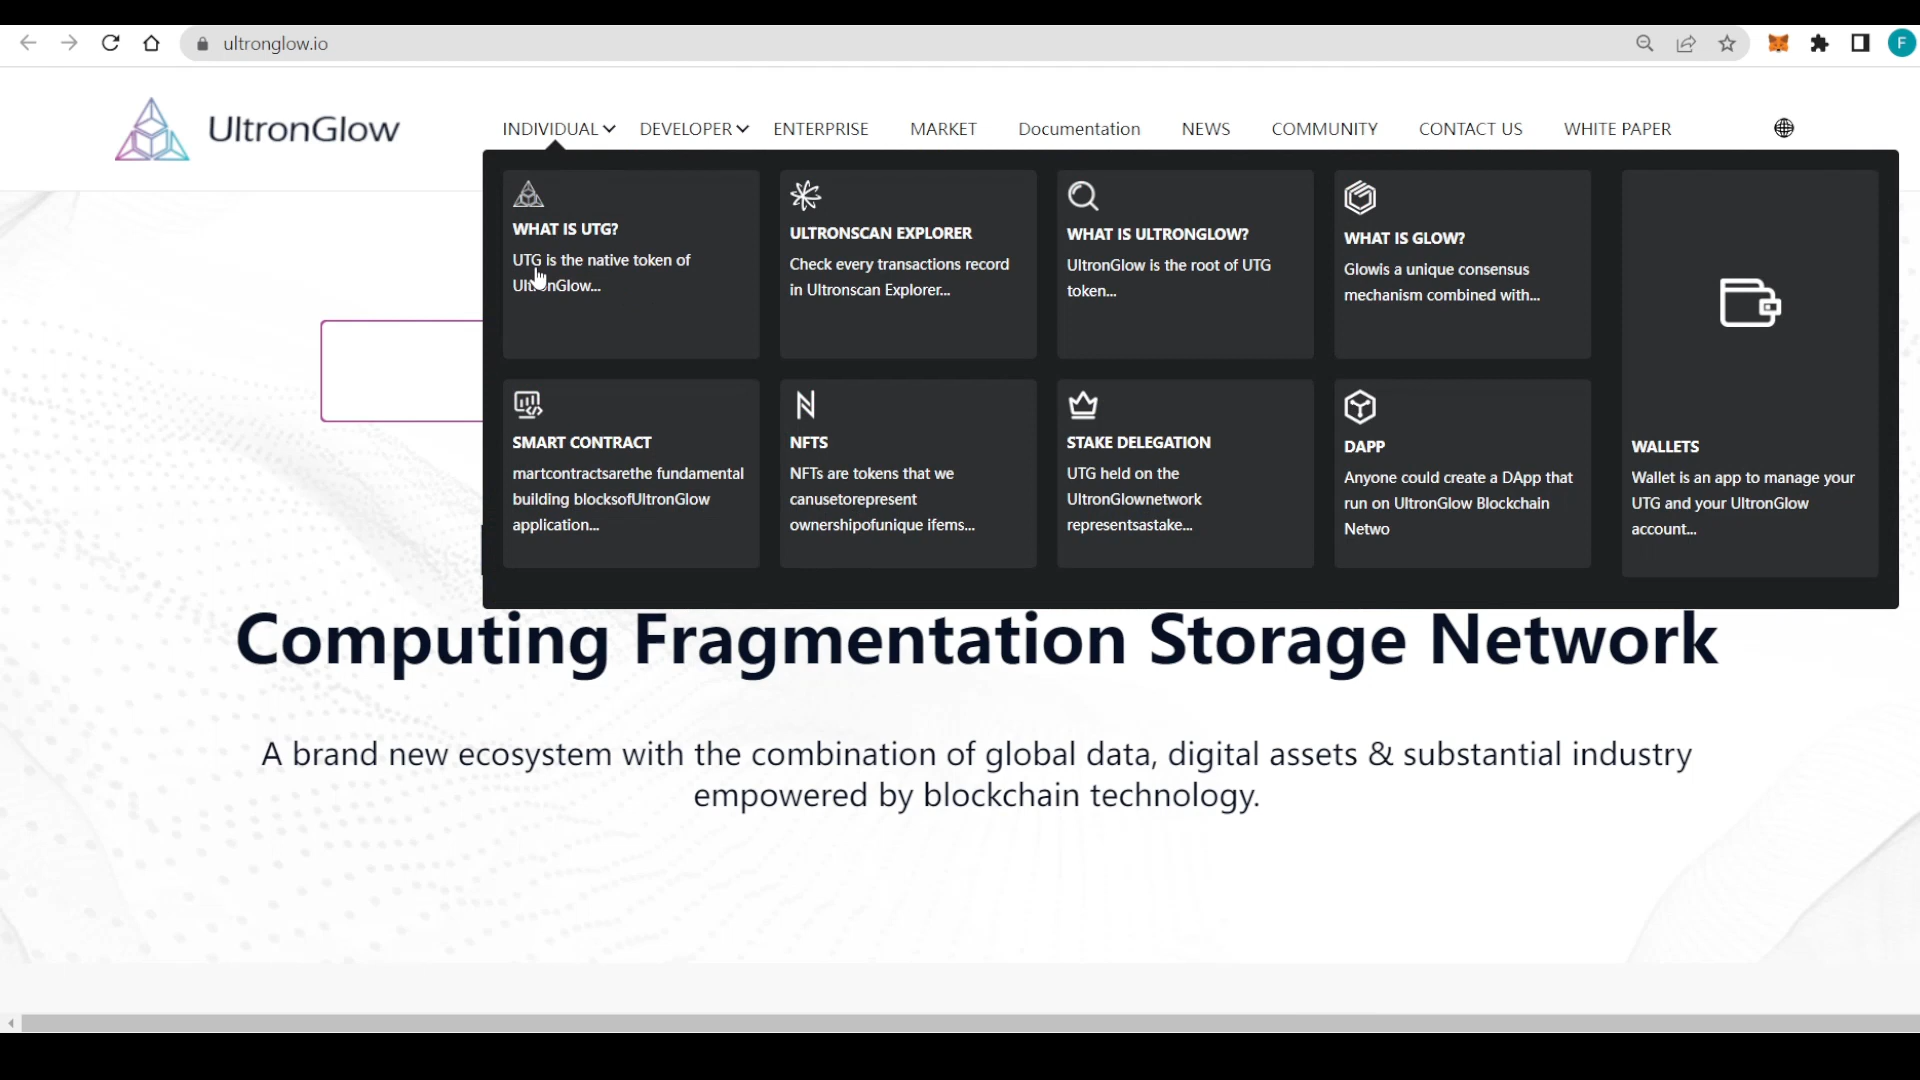 ultronglow.io
F
UltronGlow
INDIVIDUAL DEVELOPER ENTERPRISE MARKET Documentation NEWS COMMUNITY CONTACT US WHITE PAPER
WHAT IS UTG?
UTG is the native token of
UltronGlow...
ULTRONSCAN EXPLORER
Check every transactions record
in Ultronscan Explorer...
WHAT IS ULTRONGLOW?
UltronGlow is the root of UTG
token...
WHAT IS GLOW?
Glowis a unique consensus
mechanism combined with...
SMART CONTRACT
martcontractsarethe fundamental
building blocksofUltronGlow
application...
NFTS
NFTs are tokens that we
canusetorepresent
ownershipofunique ifems...
STAKE DELEGATION
UTG held on the
UltronGlownetwork
representsastake...
DAPP
Anyone could create a DApp that
run on UltronGlow Blockchain
Netwo
WALLETS
Wallet is an app to manage your
UTG and your UltronGlow
account...
Computing Fragmentation Storage Network
A brand new ecosystem with the combination of global data, digital assets & substantial industry
empowered by blockchain technology.